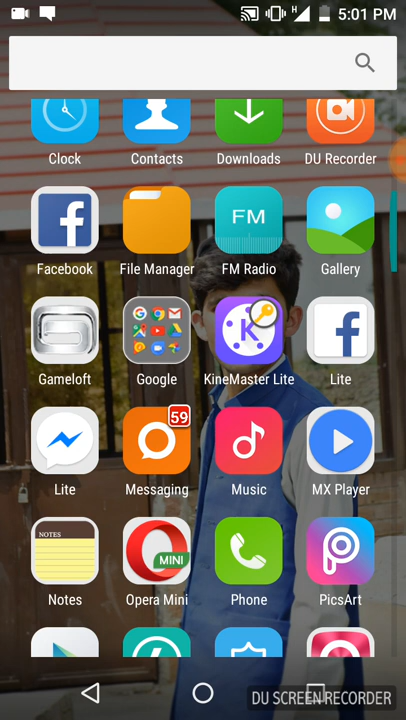 H 5:01 PM
Clock Contacts Downloads DU Recorder
FM
Facebook File Manager FM Radio Gallery
K
Gameloft Google KineMaster Lite Lite
59
Lite Messaging Music MX Player
NOTES
MINI
Notes Opera Mini Phone PicsArt
DU SCREEN RECORDER